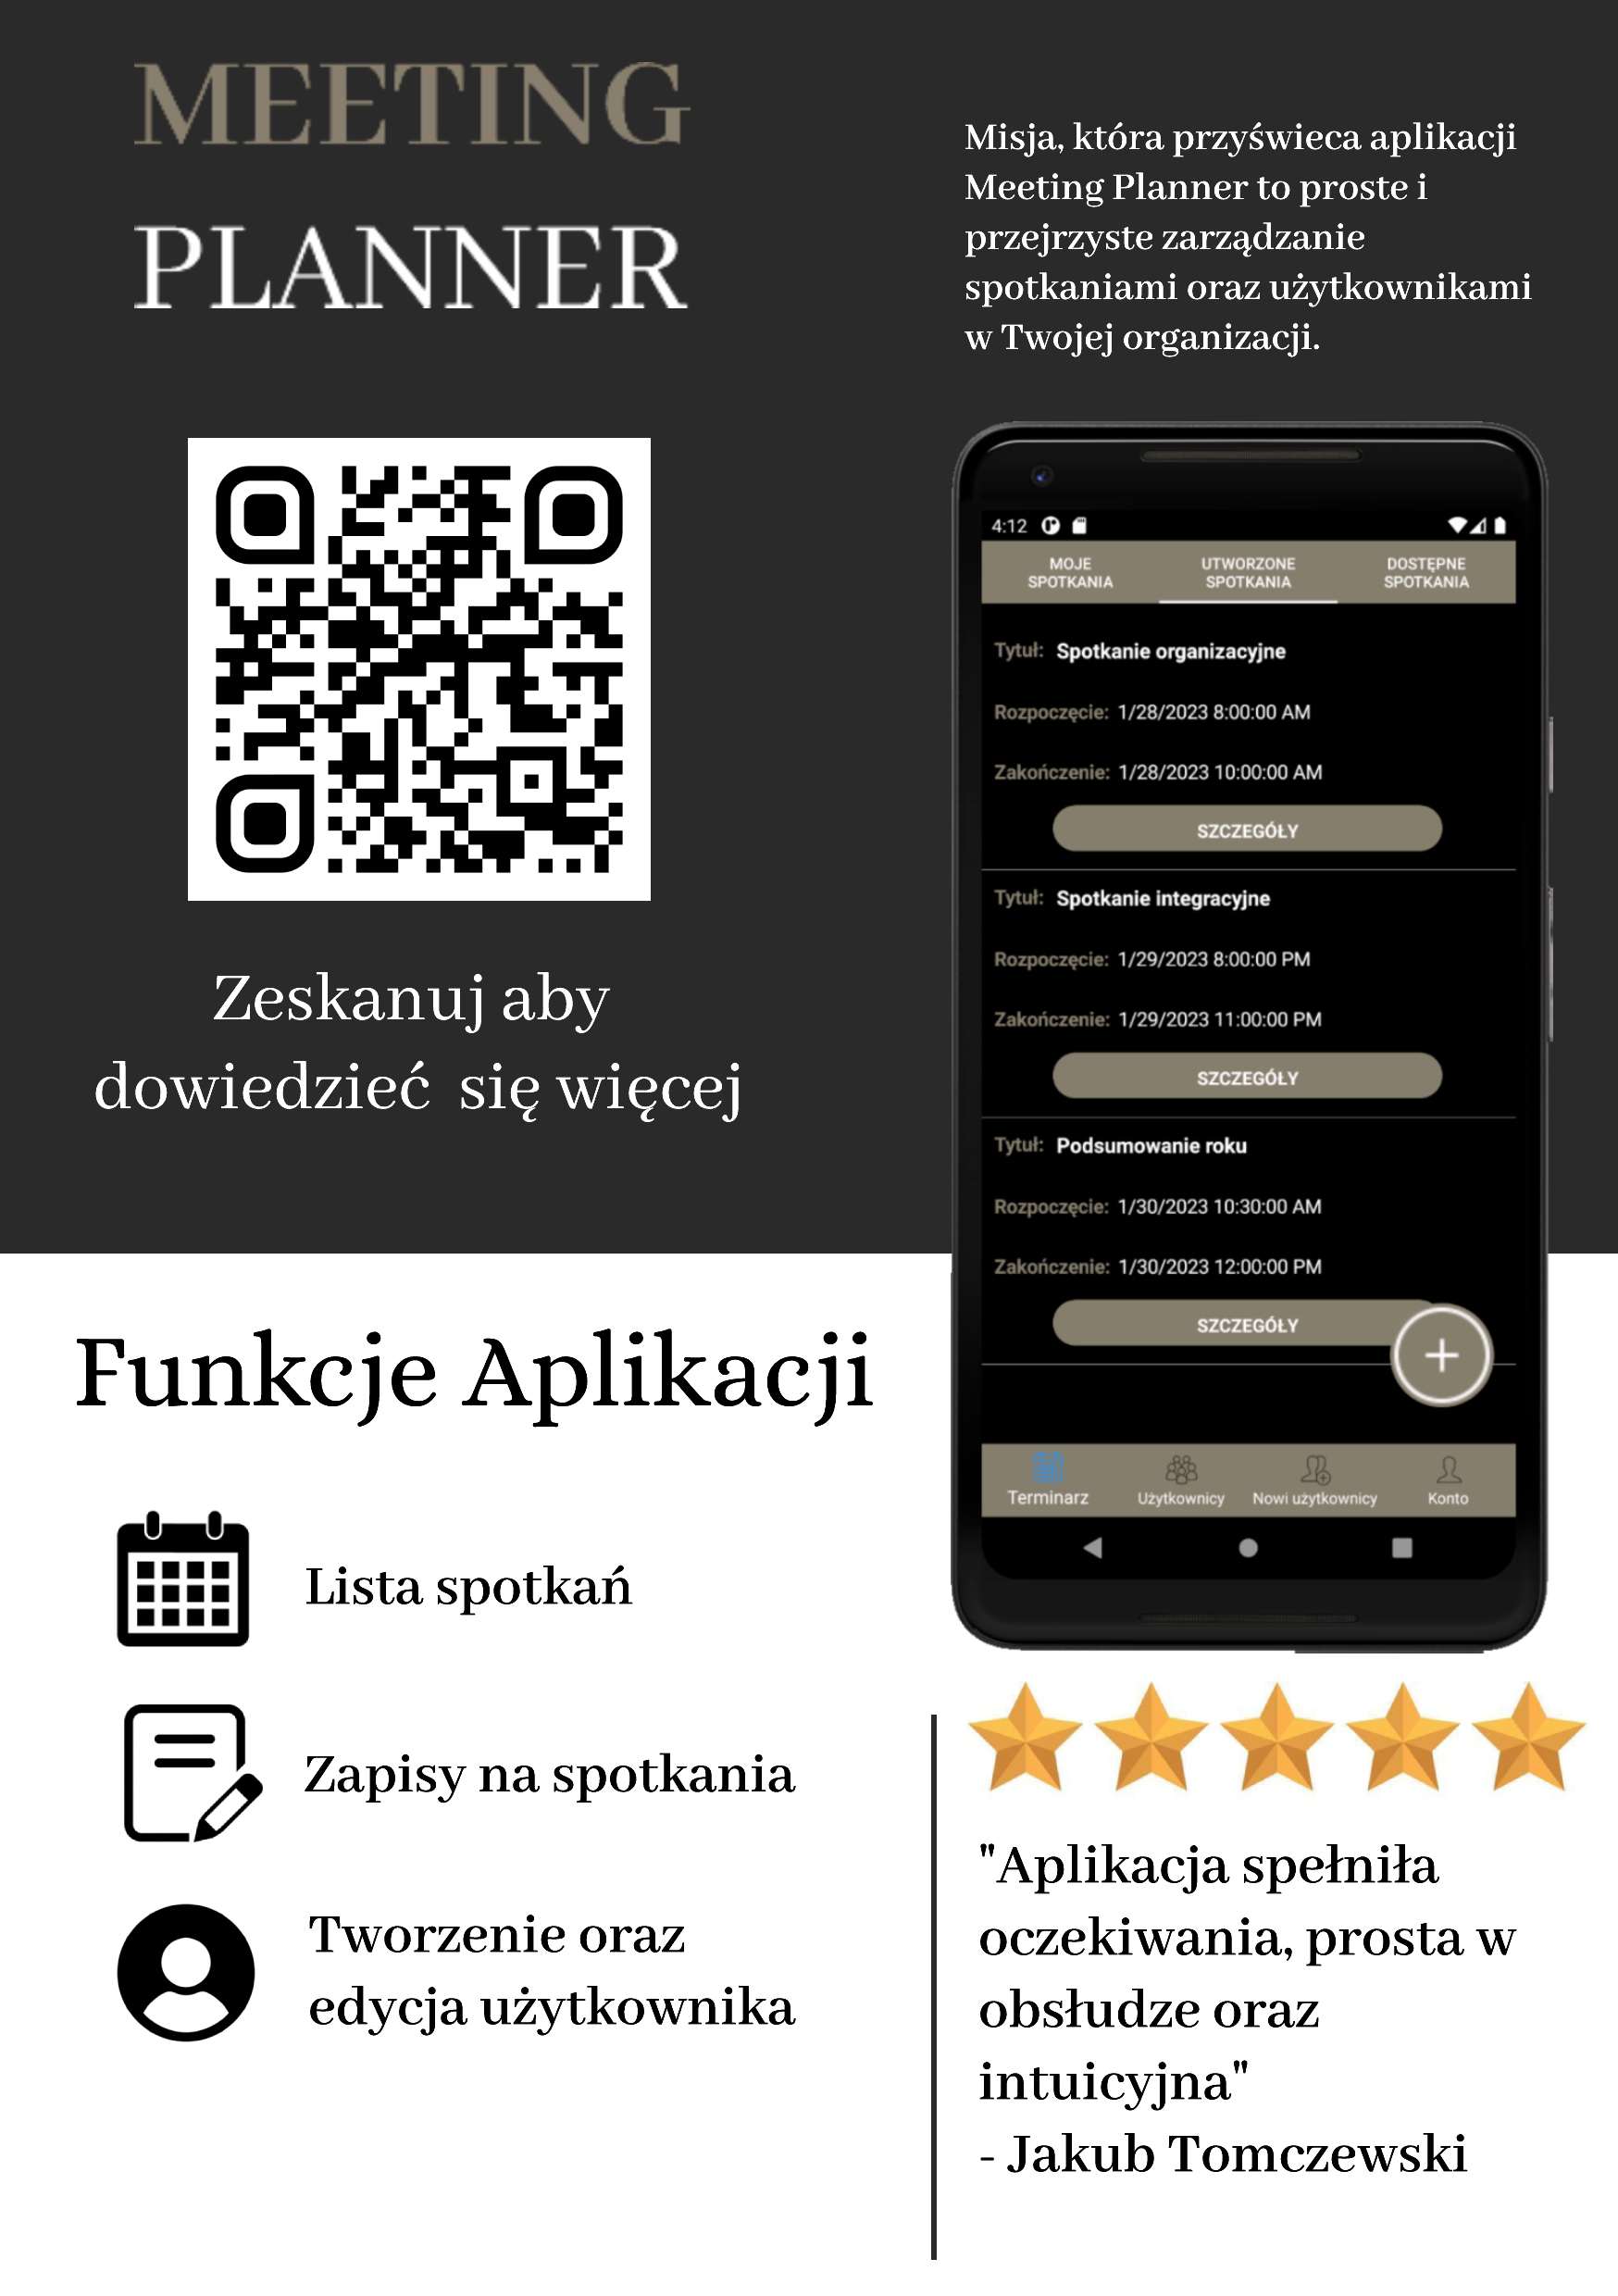 MEETING
PLANNER
Misja, która przyświeca aplikacji
Meeting Planner to proste i
przejrzyste zarządzanie
spotkaniami oraz użytkownikami
w Twojej organizacji.
Zeskanuj aby
dowiedzieć się więcej
4:12
MOJE
SPOTKANIA
UTWORZONE
SPOTKANIA
DOSTĘPNE
SPOTKANIA
Tytuł: Spotkanie organizacyjne
Rozpoczęcie: 1/28/2023 8:00:00 AM
Zakończenie: 1/28/2023 10:00:00 AM
SZCZEGÓŁY
Tytuł: Spotkanie integracyjne
Rozpoczęcie: 1/29/2023 8:00:00 PM
Zakończenie: 1/29/2023 11:00:00 PM
SZCZEGÓŁY
Tytuł: Podsumowanie roku
Rozpoczęcie: 1/30/2023 10:30:00 AM
Zakończenie: 1/30/2023 12:00:00 PM
SZCZEGÓŁY
+
Terminarz Użytkownicy Nowi użytkownicy Konto
Funkcje Aplikacji
Lista spotkań
Zapisy na spotkania
Tworzenie oraz
edycja użytkownika
"Aplikacja spełniła
oczekiwania, prosta w
obsłudze oraz
intuicyjna"
- Jakub Tomczewski